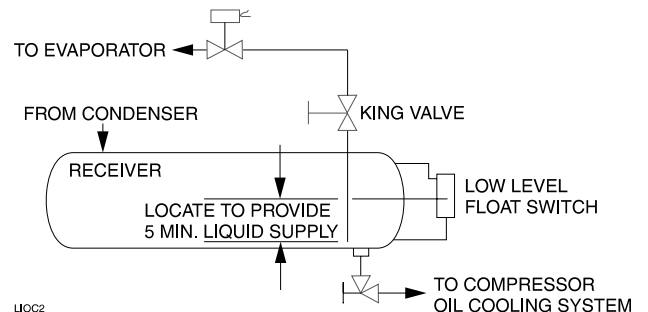 TO EVAPORATOR
FROM CONDENSER
KING VALVE
RECEIVER
LOCATE TO PROVIDE
5 MIN. LIQUID SUPPLY
LOW LEVEL
FLOAT SWITCH
TO COMPRESSOR
OIL COOLING SYSTEM
LIOC2